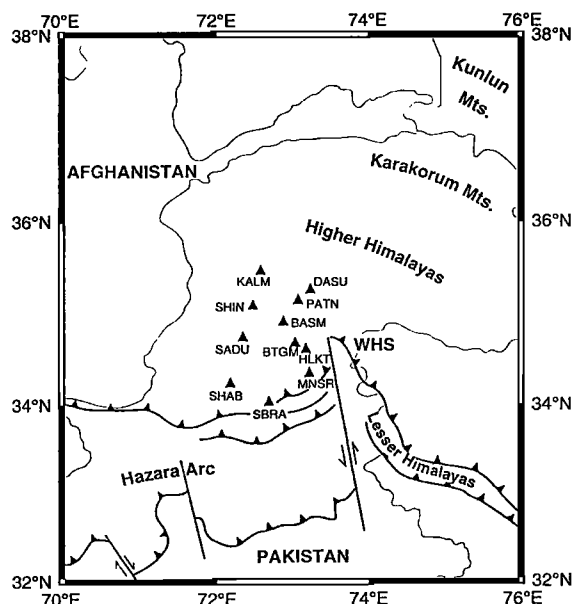 70°E 72°E 74°E 76°E
38°N 38°N
Kunlun
Mts.
AFGHANISTAN
Karakorum Mts.
36°N 36°N
Higher Himalayas
KALM DASU
SHIN PATN
BASM
SADU BTGM WHS
HLKT
SHAB MNSR
34°N SBRA 34°N
Lesser Himalayas
Hazara Arc
PAKISTAN
32°N 32°N
70°E 72°E 74°E 76°E